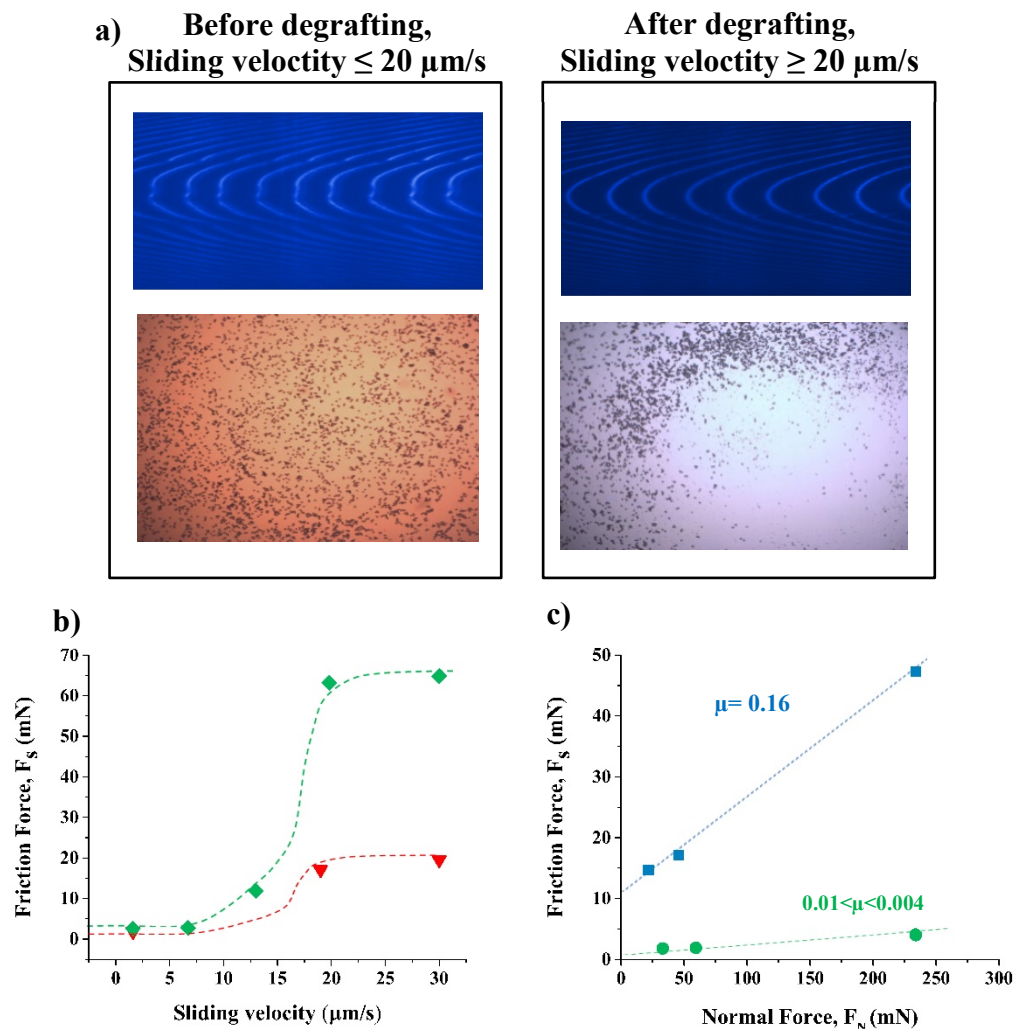 a)
Before degrafting,
Sliding veloctity ≤ 20 µm/s
After degrafting,
Sliding veloctity ≥ 20 µm/s
b)
70
60
50
40
30
20
10
0
Friction Force, Fs (mN)
0 5 10 15 20 25 30
Sliding velocity (µm/s)
c)
50
40
30
20
10
0
Friction Force, Fs (mN)
µ= 0.16
0.01<µ<0.004
0 50 100 150 200 250 300
Normal Force, FN (mN)